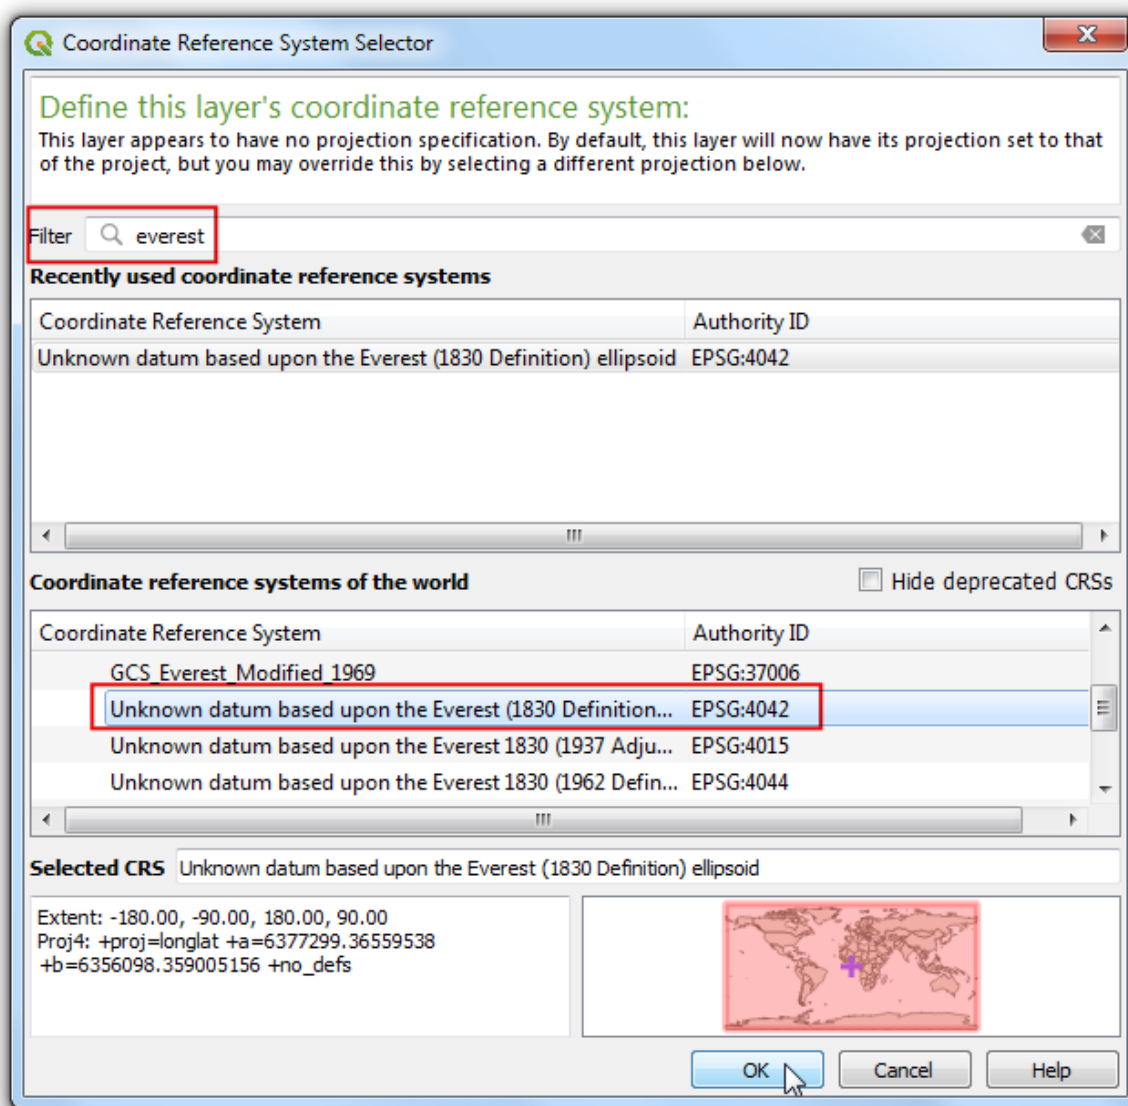 Coordinate Reference System Selector
Define this layer's coordinate reference system:
This layer appears to have no projection specification. By default, this layer will now have its projection set to that
of the project, but you may override this by selecting a different projection below.
Filter everest
Recently used coordinate reference systems
Coordinate Reference System Authority ID
Unknown datum based upon the Everest (1830 Definition) ellipsoid EPSG:4042
Coordinate reference systems of the world Hide deprecated CRSs
Coordinate Reference System Authority ID
GCS_Everest_Modified_1969 EPSG:37006
Unknown datum based upon the Everest (1830 Definition... EPSG:4042
Unknown datum based upon the Everest 1830 (1937 Adju... EPSG:4015
Unknown datum based upon the Everest 1830 (1962 Defin... EPSG:4044
Selected CRS Unknown datum based upon the Everest (1830 Definition) ellipsoid
Extent: -180.00, -90.00, 180.00, 90.00
Proj4: +proj=longlat +a=6377299.36559538
+b=6356098.359005156 +no_defs
OK Cancel Help